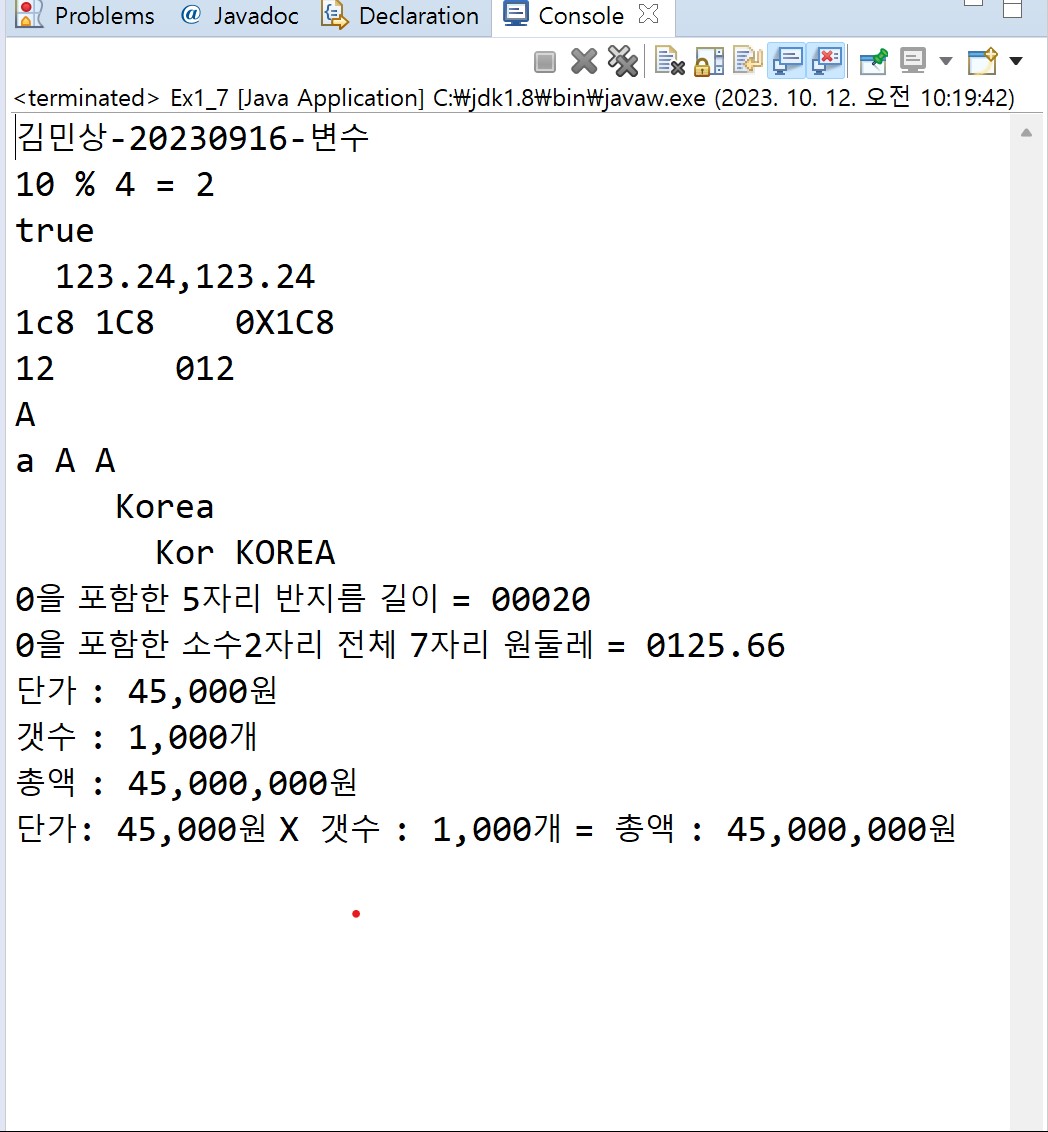 Problems @ Javadoc Declaration Console
<terminated> Ex1_7 [Java Application] C:₩jdk1.8₩bin₩javaw.exe (2023. 10. 12. 오전 10:19:42)
김민상-20230916-변수
10 % 4 = 2
true
  123.24,123.24
1c8 1C8    0X1C8
12      012
A
a A A
     Korea
       Kor KOREA
0을 포함한 5자리 반지름 길이 = 00020
0을 포함한 소수2자리 전체 7자리 원둘레 = 0125.66
단가 : 45,000원
갯수 : 1,000개
총액 : 45,000,000원
단가: 45,000원 X 갯수 : 1,000개 = 총액 : 45,000,000원